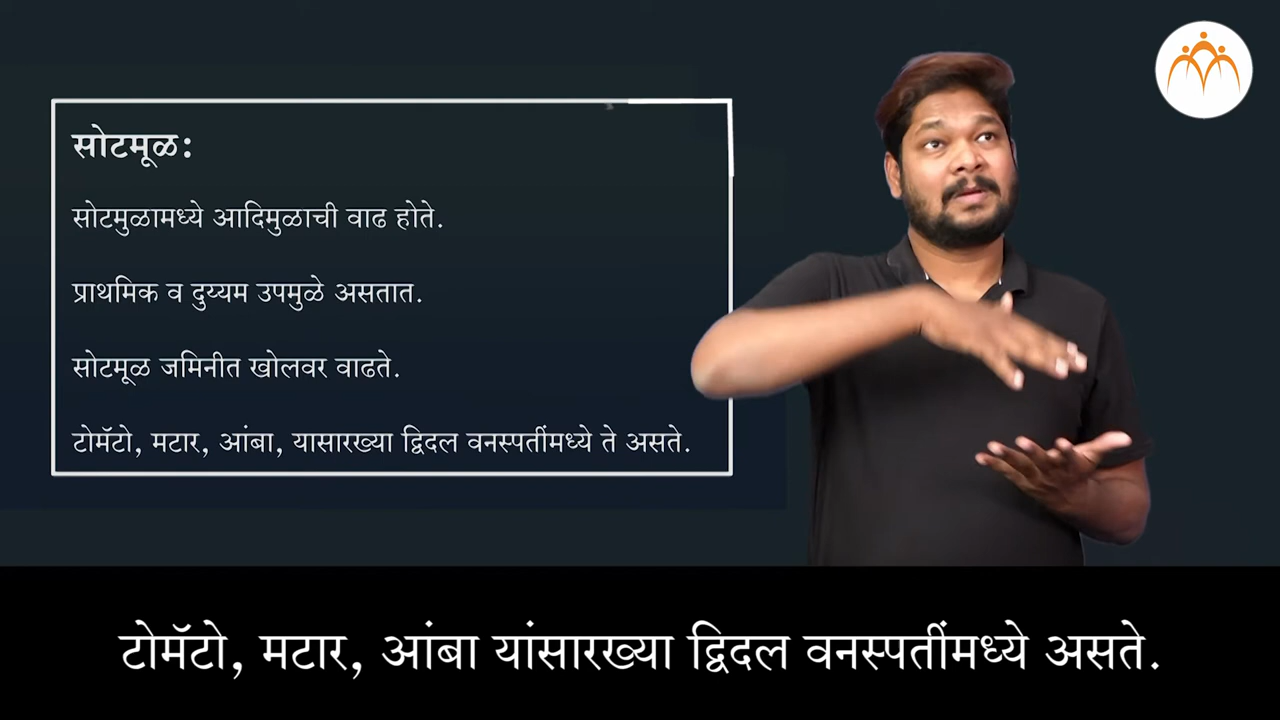 सोटमूळ:
सोटमुळामध्ये आदिमुळाची वाढ होते.
प्राथमिक व दुय्यम उपमुळे असतात.
सोटमूळ जमिनीत खोलवर वाढते.
टोमॅटो, मटार, आंबा, यासारख्या द्विदल वनस्पतींमध्ये ते असते.
टोमॅटो, मटार, आंबा यांसारख्या द्विदल वनस्पतींमध्ये असते.